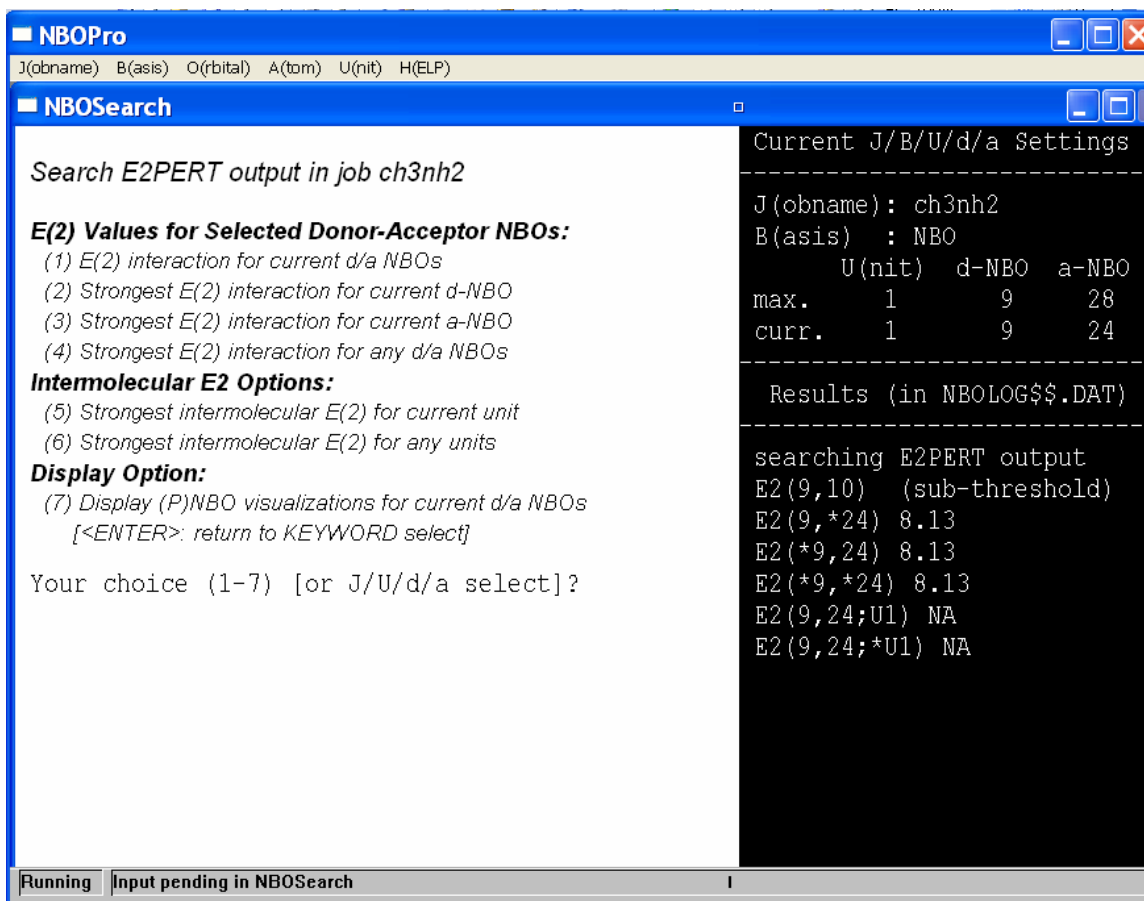 NBOPro
J(obname) B(asis) O(rbital) A(tom) U(nit) H(ELP)
NBOSearch
Search E2PERT output in job ch3nh2
E(2) Values for Selected Donor-Acceptor NBOs:
(1) E(2) interaction for current d/a NBOs
(2) Strongest E(2) interaction for current d-NBO
(3) Strongest E(2) interaction for current a-NBO
(4) Strongest E(2) interaction for any d/a NBOs
Intermolecular E2 Options:
(5) Strongest intermolecular E(2) for current unit
(6) Strongest intermolecular E(2) for any units
Display Option:
(7) Display (P)NBO visualizations for current d/a NBOs
[<ENTER>: return to KEYWORD select]
Your choice (1-7) [or J/U/d/a select]?
Current J/B/U/d/a Settings
------------------------------
J(obname): ch3nh2
B(asis) : NBO
U(nit) d-NBO a-NBO
max. 1 9 28
curr. 1 9 24
------------------------------
Results (in NBOLOG$$.DAT)
------------------------------
searching E2PERT output
E2(9,10) (sub-threshold)
E2(9,*24) 8.13
E2(*9,24) 8.13
E2(*9,*24) 8.13
E2(9,24;U1) NA
E2(9,24;*U1) NA
Running Input pending in NBOSearch